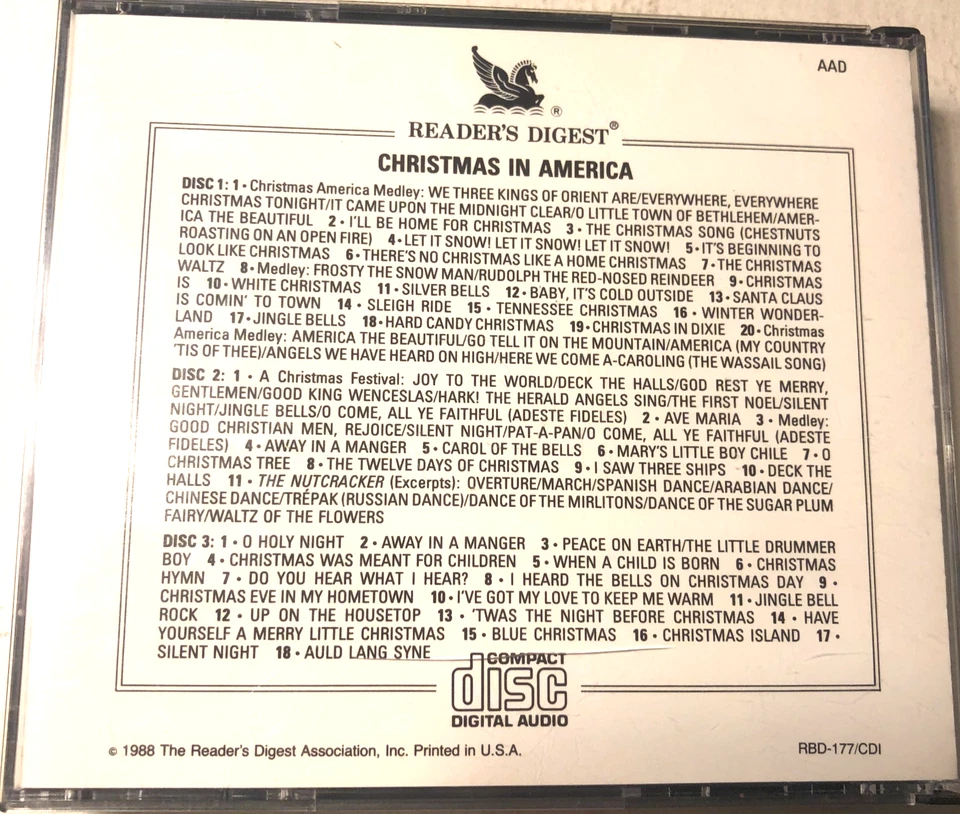 AAD
®
READER'S DIGEST®
CHRISTMAS IN AMERICA
DISC 1: 1 • Christmas America Medley: WE THREE KINGS OF ORIENT ARE/EVERYWHERE, EVERYWHERE
CHRISTMAS TONIGHT/IT CAME UPON THE MIDNIGHT CLEAR/O LITTLE TOWN OF BETHLEHEM/AMER-
ICA THE BEAUTIFUL 2 • I'LL BE HOME FOR CHRISTMAS 3 • THE CHRISTMAS SONG (CHESTNUTS
ROASTING ON AN OPEN FIRE) 4 • LET IT SNOW! LET IT SNOW! LET IT SNOW! 5 • IT'S BEGINNING TO
LOOK LIKE CHRISTMAS 6 • THERE'S NO CHRISTMAS LIKE A HOME CHRISTMAS 7 • THE CHRISTMAS
WALTZ 8 • Medley: FROSTY THE SNOW MAN/RUDOLPH THE RED-NOSED REINDEER 9 • CHRISTMAS
IS 10 • WHITE CHRISTMAS 11 • SILVER BELLS 12 • BABY, IT'S COLD OUTSIDE 13 • SANTA CLAUS
IS COMIN' TO TOWN 14 • SLEIGH RIDE 15 • TENNESSEE CHRISTMAS 16 • WINTER WONDER-
LAND 17 • JINGLE BELLS 18 • HARD CANDY CHRISTMAS 19 • CHRISTMAS IN DIXIE 20 • Christmas
America Medley: AMERICA THE BEAUTIFUL/GO TELL IT ON THE MOUNTAIN/AMERICA (MY COUNTRY
'TIS OF THEE)/ANGELS WE HAVE HEARD ON HIGH/HERE WE COME A-CAROLING (THE WASSAIL SONG)
DISC 2: 1 • A Christmas Festival: JOY TO THE WORLD/DECK THE HALLS/GOD REST YE MERRY,
GENTLEMEN/GOOD KING WENCESLAS/HARK! THE HERALD ANGELS SING/THE FIRST NOEL/SILENT
NIGHT/JINGLE BELLS/O COME, ALL YE FAITHFUL (ADESTE FIDELES) 2 • AVE MARIA 3 • Medley:
GOOD CHRISTIAN MEN, REJOICE/SILENT NIGHT/PAT-A-PAN/O COME, ALL YE FAITHFUL (ADESTE
FIDELES) 4 • AWAY IN A MANGER 5 • CAROL OF THE BELLS 6 • MARY'S LITTLE BOY CHILE 7 • O
CHRISTMAS TREE 8 • THE TWELVE DAYS OF CHRISTMAS 9 • I SAW THREE SHIPS 10 • DECK THE
HALLS 11 • THE NUTCRACKER (Excerpts): OVERTURE/MARCH/SPANISH DANCE/ARABIAN DANCE/
CHINESE DANCE/TRÉPAK (RUSSIAN DANCE)/DANCE OF THE MIRLITONS/DANCE OF THE SUGAR PLUM
FAIRY/WALTZ OF THE FLOWERS
DISC 3: 1 • O HOLY NIGHT 2 • AWAY IN A MANGER 3 • PEACE ON EARTH/THE LITTLE DRUMMER
BOY 4 • CHRISTMAS WAS MEANT FOR CHILDREN 5 • WHEN A CHILD IS BORN 6 • CHRISTMAS
HYMN 7 • DO YOU HEAR WHAT I HEAR? 8 • I HEARD THE BELLS ON CHRISTMAS DAY 9 •
CHRISTMAS EVE IN MY HOMETOWN 10 • I'VE GOT MY LOVE TO KEEP ME WARM 11 • JINGLE BELL
ROCK 12 • UP ON THE HOUSETOP 13 • 'TWAS THE NIGHT BEFORE CHRISTMAS 14 • HAVE
YOURSELF A MERRY LITTLE CHRISTMAS 15 • BLUE CHRISTMAS 16 • CHRISTMAS ISLAND 17 •
SILENT NIGHT 18 • AULD LANG SYNE
COMPACT
disc
DIGITAL AUDIO
© 1988 The Reader's Digest Association, Inc. Printed in U.S.A.
RBD-177/CDI